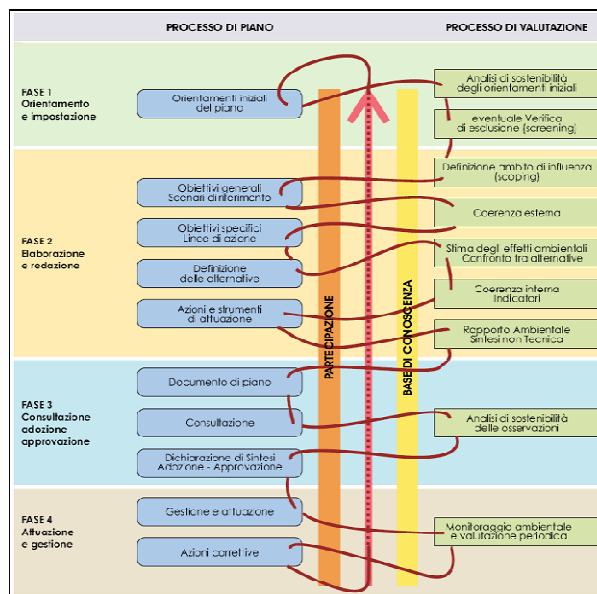 PROCESSO DI PIANO
PROCESSO DI VALUTAZIONE
FASE 1
Orientamento
e impostazione
Orientamenti iniziali
del piano
Analisi di sostenibilità
degli orientamenti iniziali
eventuale Verifica
di esclusione (screening)
Definizione ambito di influenza
(scoping)
FASE 2
Elaborazione
e redazione
Obiettivi generali
Scenari di riferimento
Coerenza esterna
Obiettivi specifici
Linee di azione
Stima degli effetti ambientali
Confronto tra alternative
Definizione
delle alternative
Coerenza interna
Indicatori
Azioni e strumenti
di attuazione
Rapporto Ambientale
Sintesi non Tecnica
PARTECIPAZIONE
BASE DI CONOSCENZA
FASE 3
Consultazione
adozione
approvazione
Documento di piano
Consultazione
Analisi di sostenibilità
delle osservazioni
Dichiarazione di Sintesi
Adozione - Approvazione
FASE 4
Attuazione
e gestione
Gestione e attuazione
Monitoraggio ambientale
e valutazione periodica
Azioni correttive